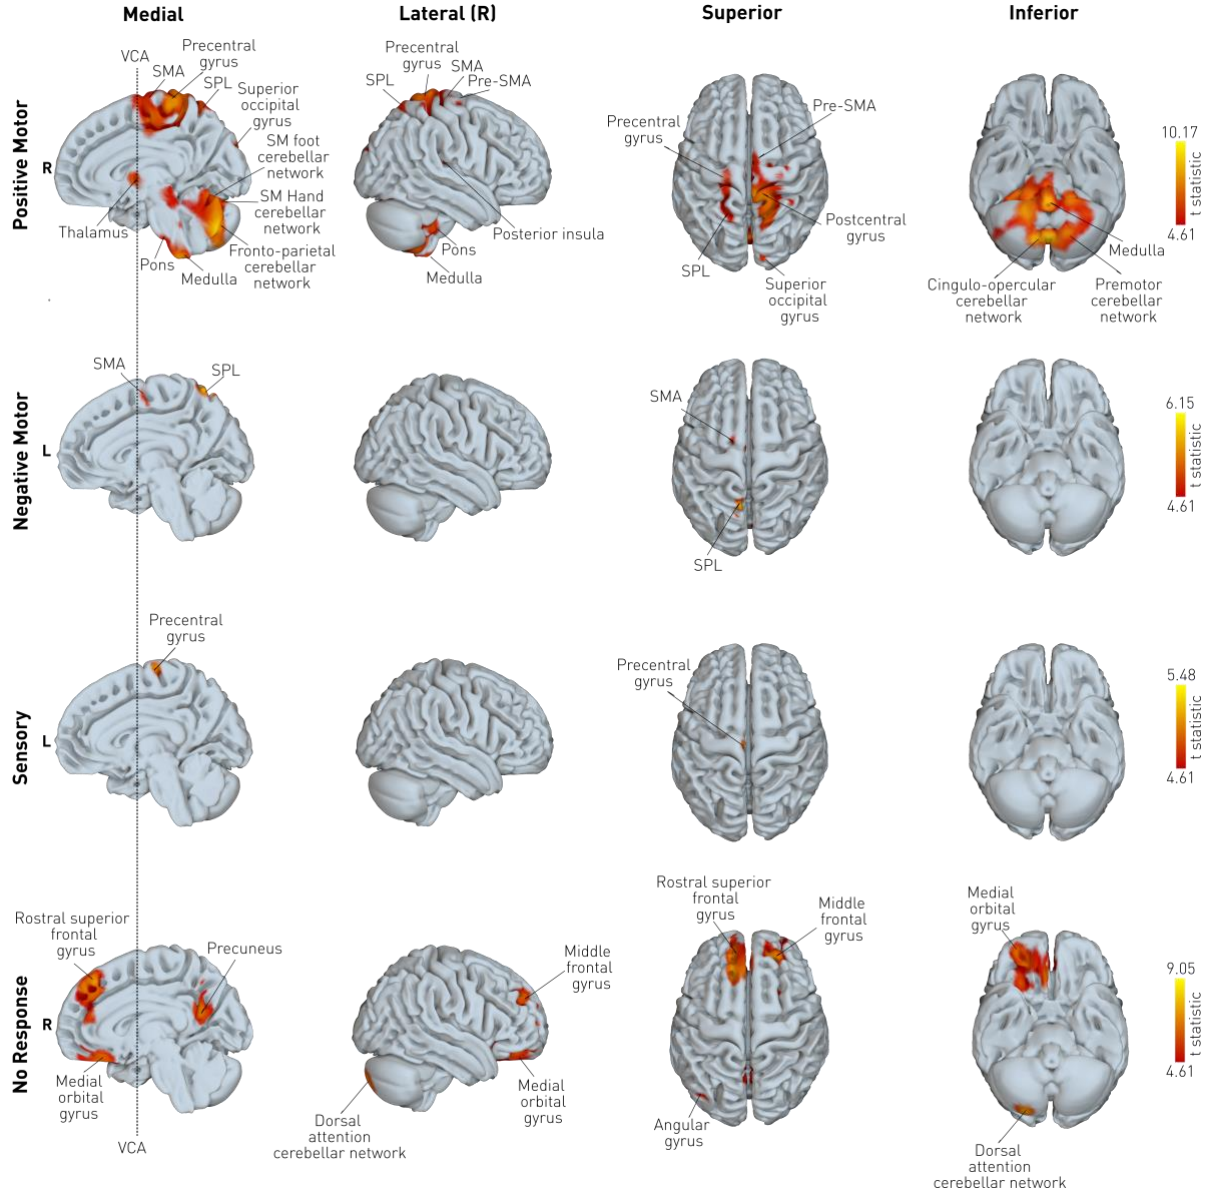 Medial
Lateral (R)
Superior
Inferior
Positive Motor
R
VCA
SMA
Precentral
gyrus
SPL
Superior
occipital
gyrus
SM foot
cerebellar
network
SM Hand
cerebellar
network
Fronto-parietal
cerebellar
network
Thalamus
Pons
Medulla
Precentral
gyrus
SPL
SMA
Pre-SMA
Posterior insula
Pons
Medulla
Precentral
gyrus
Pre-SMA
Postcentral
gyrus
SPL
Superior
occipital
gyrus
Medulla
Cingulo-opercular
cerebellar
network
Premotor
cerebellar
network
10.17
t statistic
4.61
Negative Motor
L
SMA
SPL
SMA
SPL
6.15
t statistic
4.61
Sensory
L
Precentral
gyrus
Precentral
gyrus
5.48
t statistic
4.61
No Response
R
Rostral superior
frontal
gyrus
Precuneus
Medial
orbital
gyrus
VCA
Middle
frontal
gyrus
Medial
orbital
gyrus
Dorsal
attention
cerebellar network
Rostral superior
frontal
gyrus
Middle
frontal
gyrus
Angular
gyrus
Medial
orbital
gyrus
Dorsal
attention
cerebellar network
9.05
t statistic
4.61